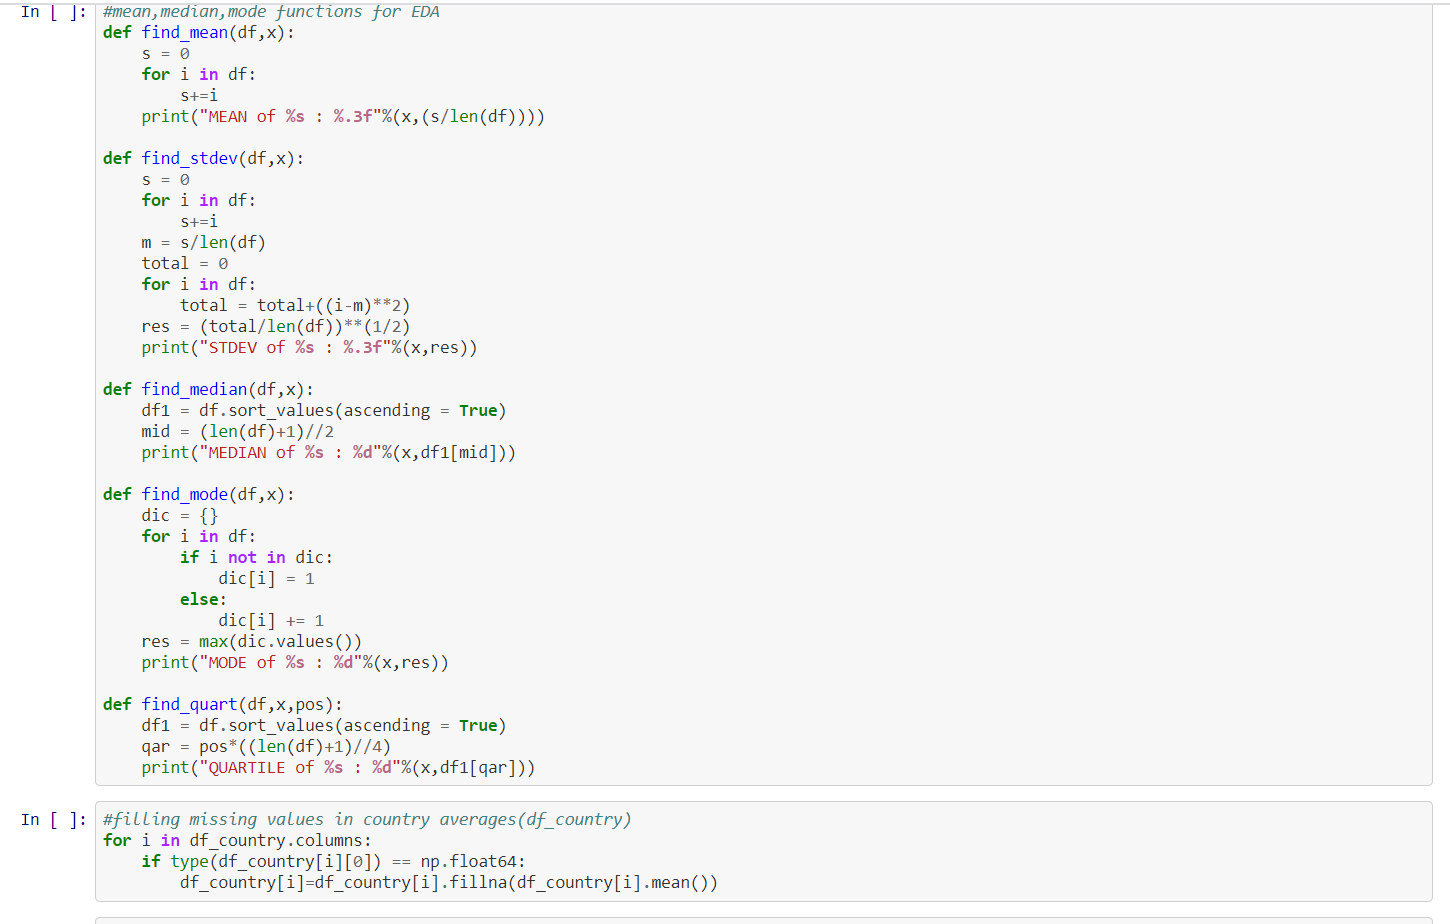 In [ ]: #mean,median,mode functions for EDA
def find_mean(df,x):
    s = 0
    for i in df:
        s+=i
    print("MEAN of %s : %.3f"%(x,(s/len(df))))

def find_stdev(df,x):
    s = 0
    for i in df:
        s+=i
    m = s/len(df)
    total = 0
    for i in df:
        total = total+((i-m)**2)
    res = (total/len(df))**(1/2)
    print("STDEV of %s : %.3f"%(x,res))

def find_median(df,x):
    df1 = df.sort_values(ascending = True)
    mid = (len(df)+1)//2
    print("MEDIAN of %s : %d"%(x,df1[mid]))

def find_mode(df,x):
    dic = {}
    for i in df:
        if i not in dic:
            dic[i] = 1
        else:
            dic[i] += 1
    res = max(dic.values())
    print("MODE of %s : %d"%(x,res))

def find_quart(df,x,pos):
    df1 = df.sort_values(ascending = True)
    qar = pos*((len(df)+1)//4)
    print("QUARTILE of %s : %d"%(x,df1[qar]))

In [ ]: #filling missing values in country averages(df_country)
for i in df_country.columns:
    if type(df_country[i][0]) == np.float64:
        df_country[i]=df_country[i].fillna(df_country[i].mean())